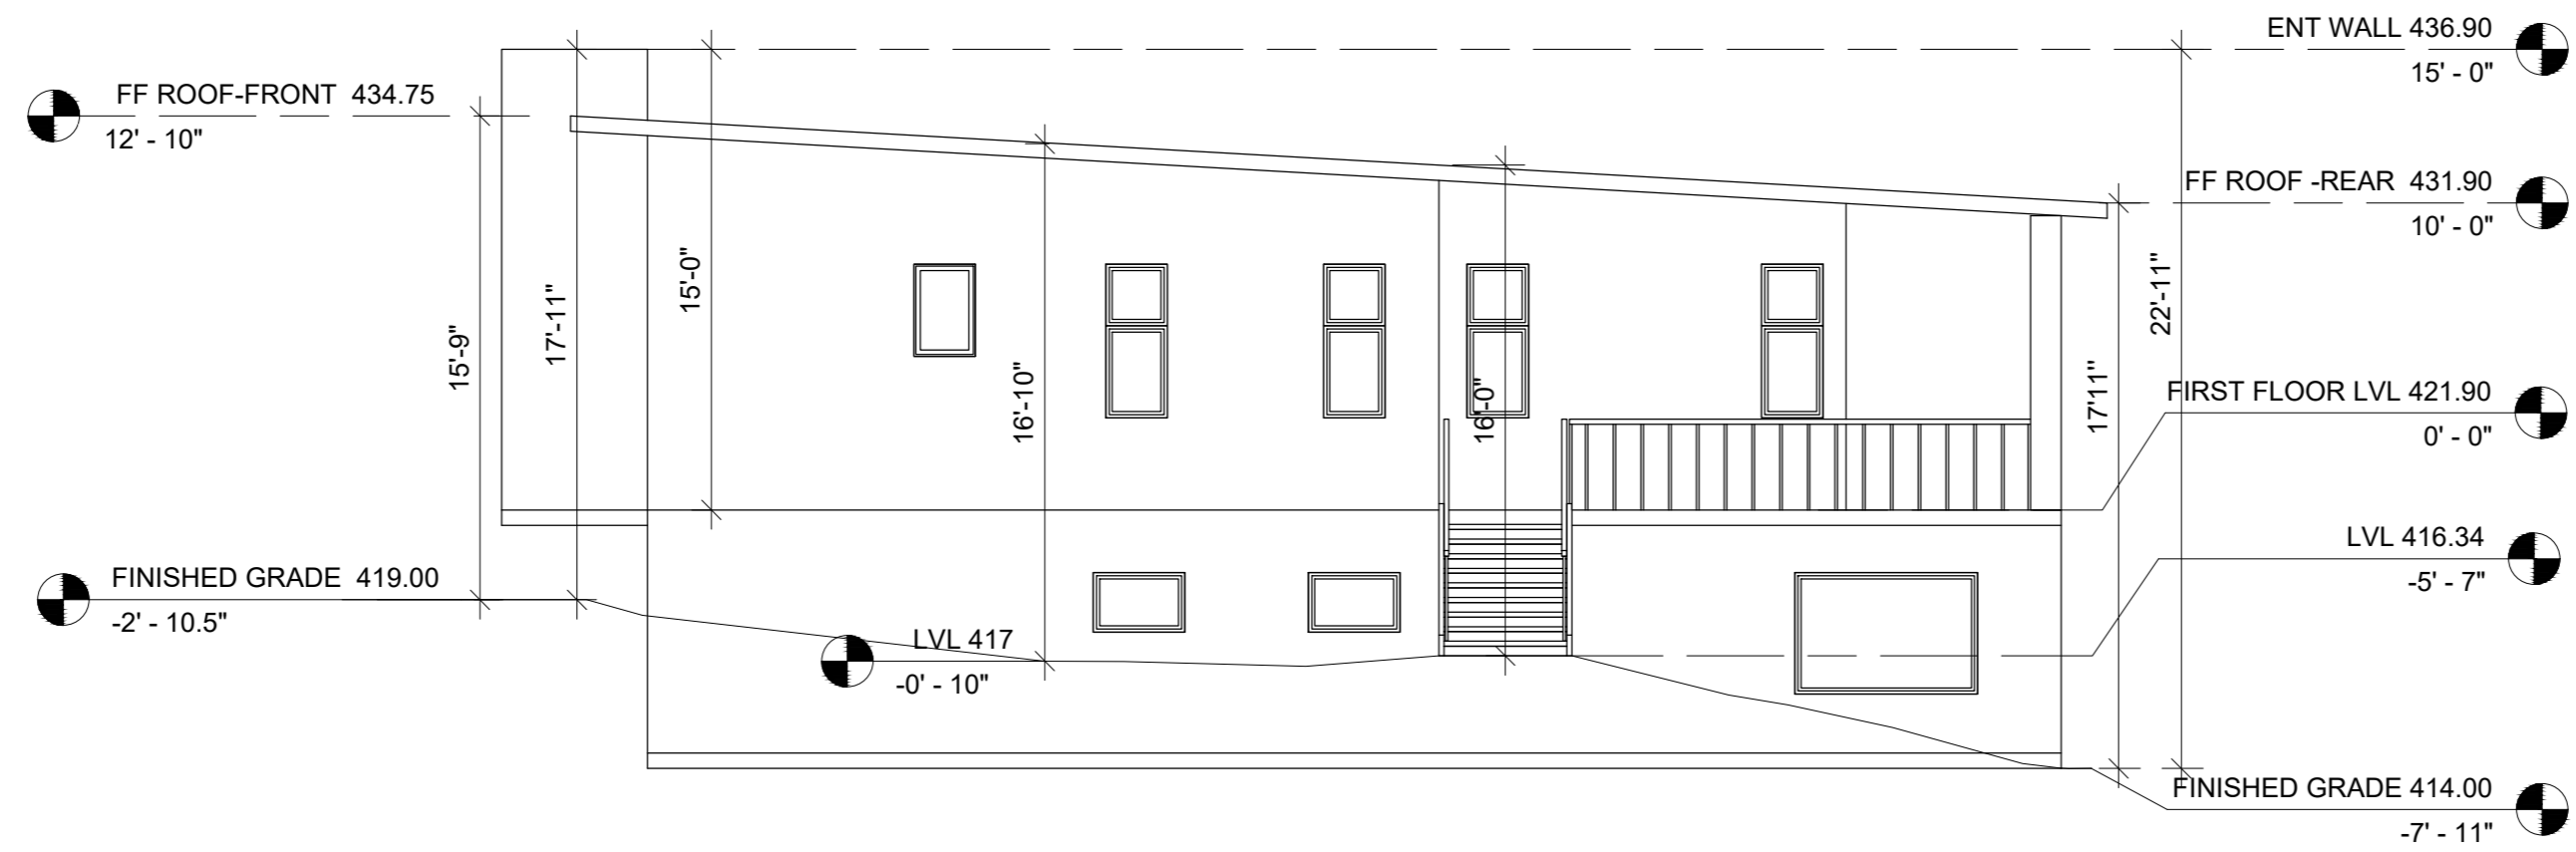 ENT WALL 436.90
15' - 0"
FF ROOF-FRONT 434.75
12' - 10"
FF ROOF -REAR 431.90
10' - 0"
15'-9"
17'-11"
15'-0"
16'-10"
16'-0"
17'11"
22'-11"
FIRST FLOOR LVL 421.90
0' - 0"
LVL 416.34
-5' - 7"
FINISHED GRADE 419.00
-2' - 10.5"
LVL 417
-0' - 10"
FINISHED GRADE 414.00
-7' - 11"